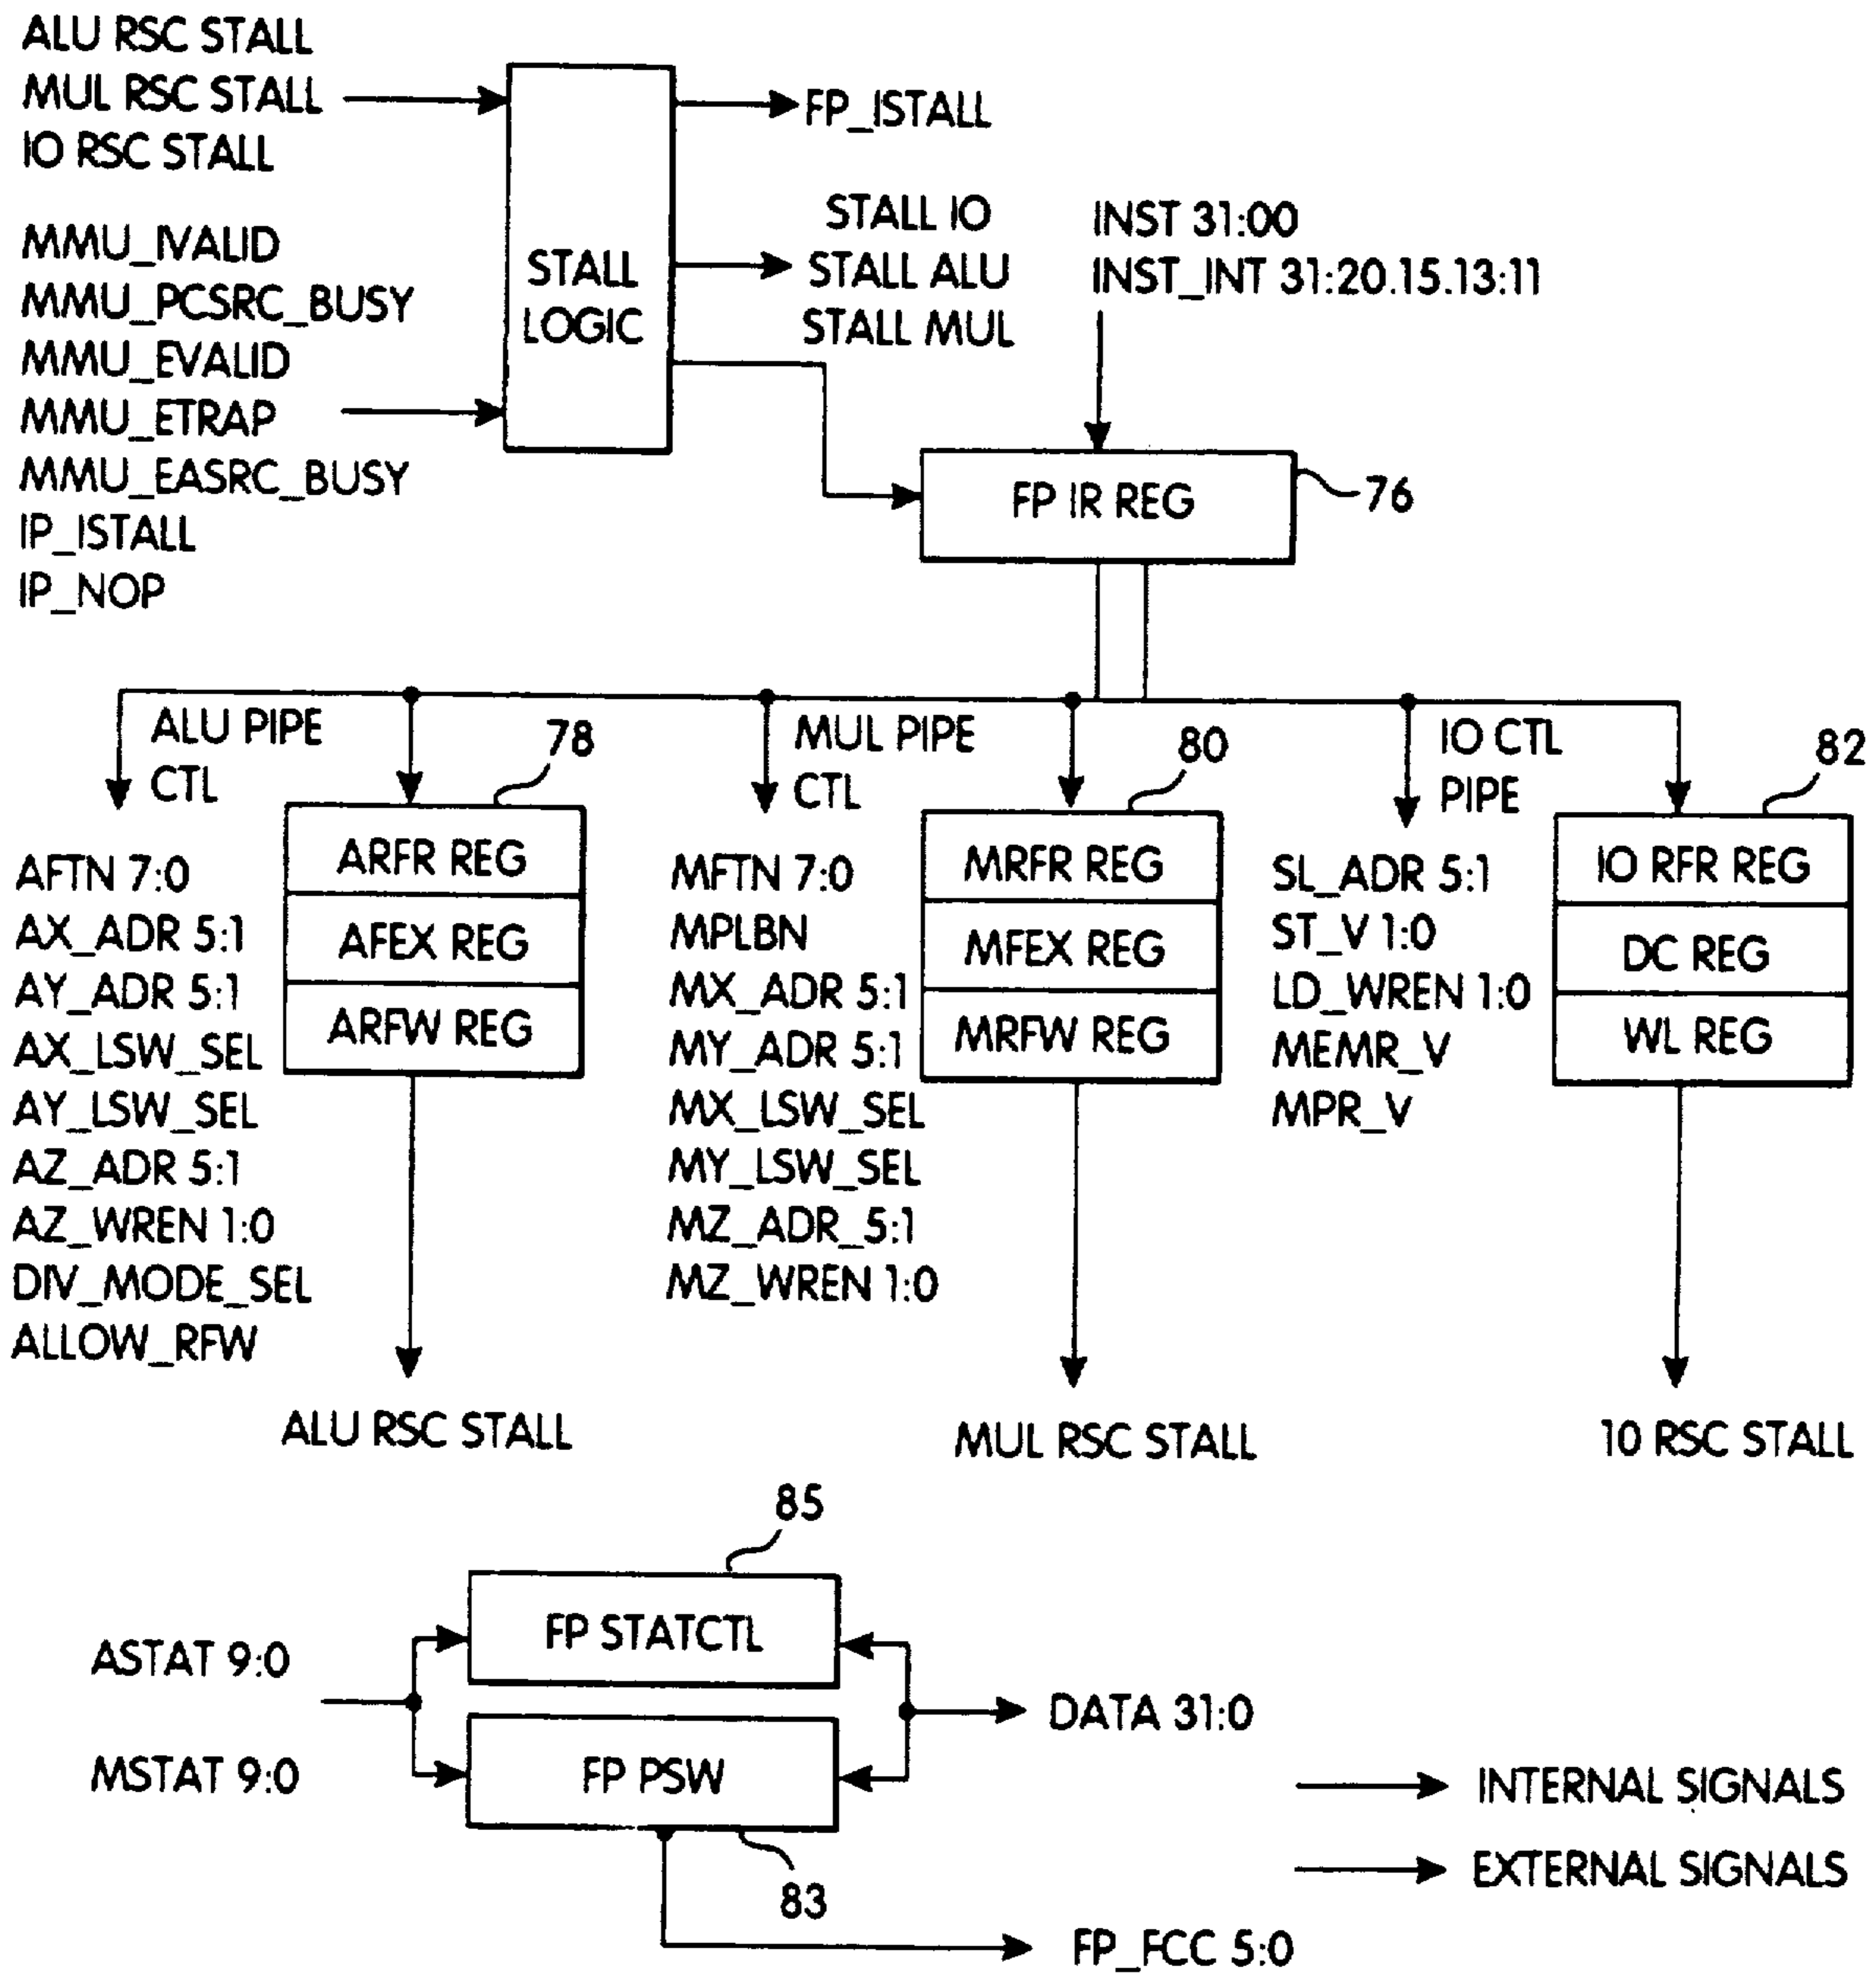 ALU RSC STALL
MUL RSC STALL
IO RSC STALL
MMU_IVALID
MMU_PCSRC_BUSY
MMU_EVALID
MMU_ETRAP
MMU_EASRC_BUSY
IP_ISTALL
IP_NOP
STALL
LOGIC
FP_ISTALL
STALL IO
STALL ALU
STALL MUL
INST 31:00
INST_INT 31:20.15.13:11
FP IR REG
76
ALU PIPE
CTL
78
MUL PIPE
CTL
80
IO CTL
PIPE
82
AFTN 7:0
AX_ADR 5:1
AY_ADR 5:1
AX_LSW_SEL
AY_LSW_SEL
AZ_ADR 5:1
AZ_WREN 1:0
DIV_MODE_SEL
ALLOW_RFW
ARFR REG
AFEX REG
ARFW REG
MFTN 7:0
MPLBN
MX_ADR 5:1
MY_ADR 5:1
MX_LSW_SEL
MY_LSW_SEL
MZ_ADR_5:1
MZ_WREN 1:0
MRFR REG
MFEX REG
MRFW REG
SL_ADR 5:1
ST_V 1:0
LD_WREN 1:0
MEMR_V
MPR_V
IO RFR REG
DC REG
WL REG
ALU RSC STALL
MUL RSC STALL
10 RSC STALL
85
FP STATCTL
ASTAT 9:0
MSTAT 9:0
FP PSW
DATA 31:0
83
FP_FCC 5:0
INTERNAL SIGNALS
EXTERNAL SIGNALS